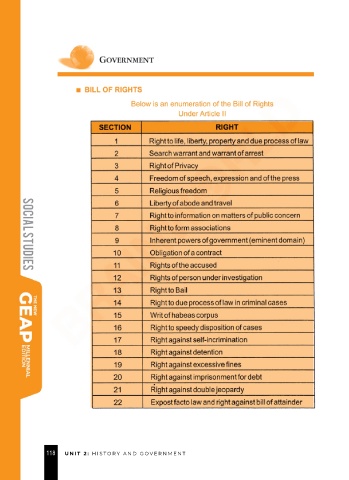 GOVERNMENT
■ BILL OF RIGHTS
Below is an enumeration of the Bill of Rights
Under Article II
SECTION RIGHT
1 Right to life, liberty, property and due process of law
2 Search warrant and warrant of arrest
3 Right of Privacy
4 Freedom of speech, expression and of the press
5 Religious freedom
6 Liberty of abode and travel
7 Right to information on matters of public concern
8 Right to form associations
9 Inherent powers of government (eminent domain)
10 Obligation of a contract
11 Rights of the accused
12 Rights of person under investigation
13 Right to Bail
14 Right to due process of law in criminal cases
15 Writ of habeas corpus
16 Right to speedy disposition of cases
17 Right against self-incrimination
18 Right against detention
19 Right against excessive fines
20 Right against imprisonment for debt
21 Right against double jeopardy
22 Expost facto law and right against bill of attainder
SOCIAL STUDIES
THE NEW
GEAP
MILLENNIAL
EDITION
118 UNIT 2: HISTORY AND GOVERNMENT